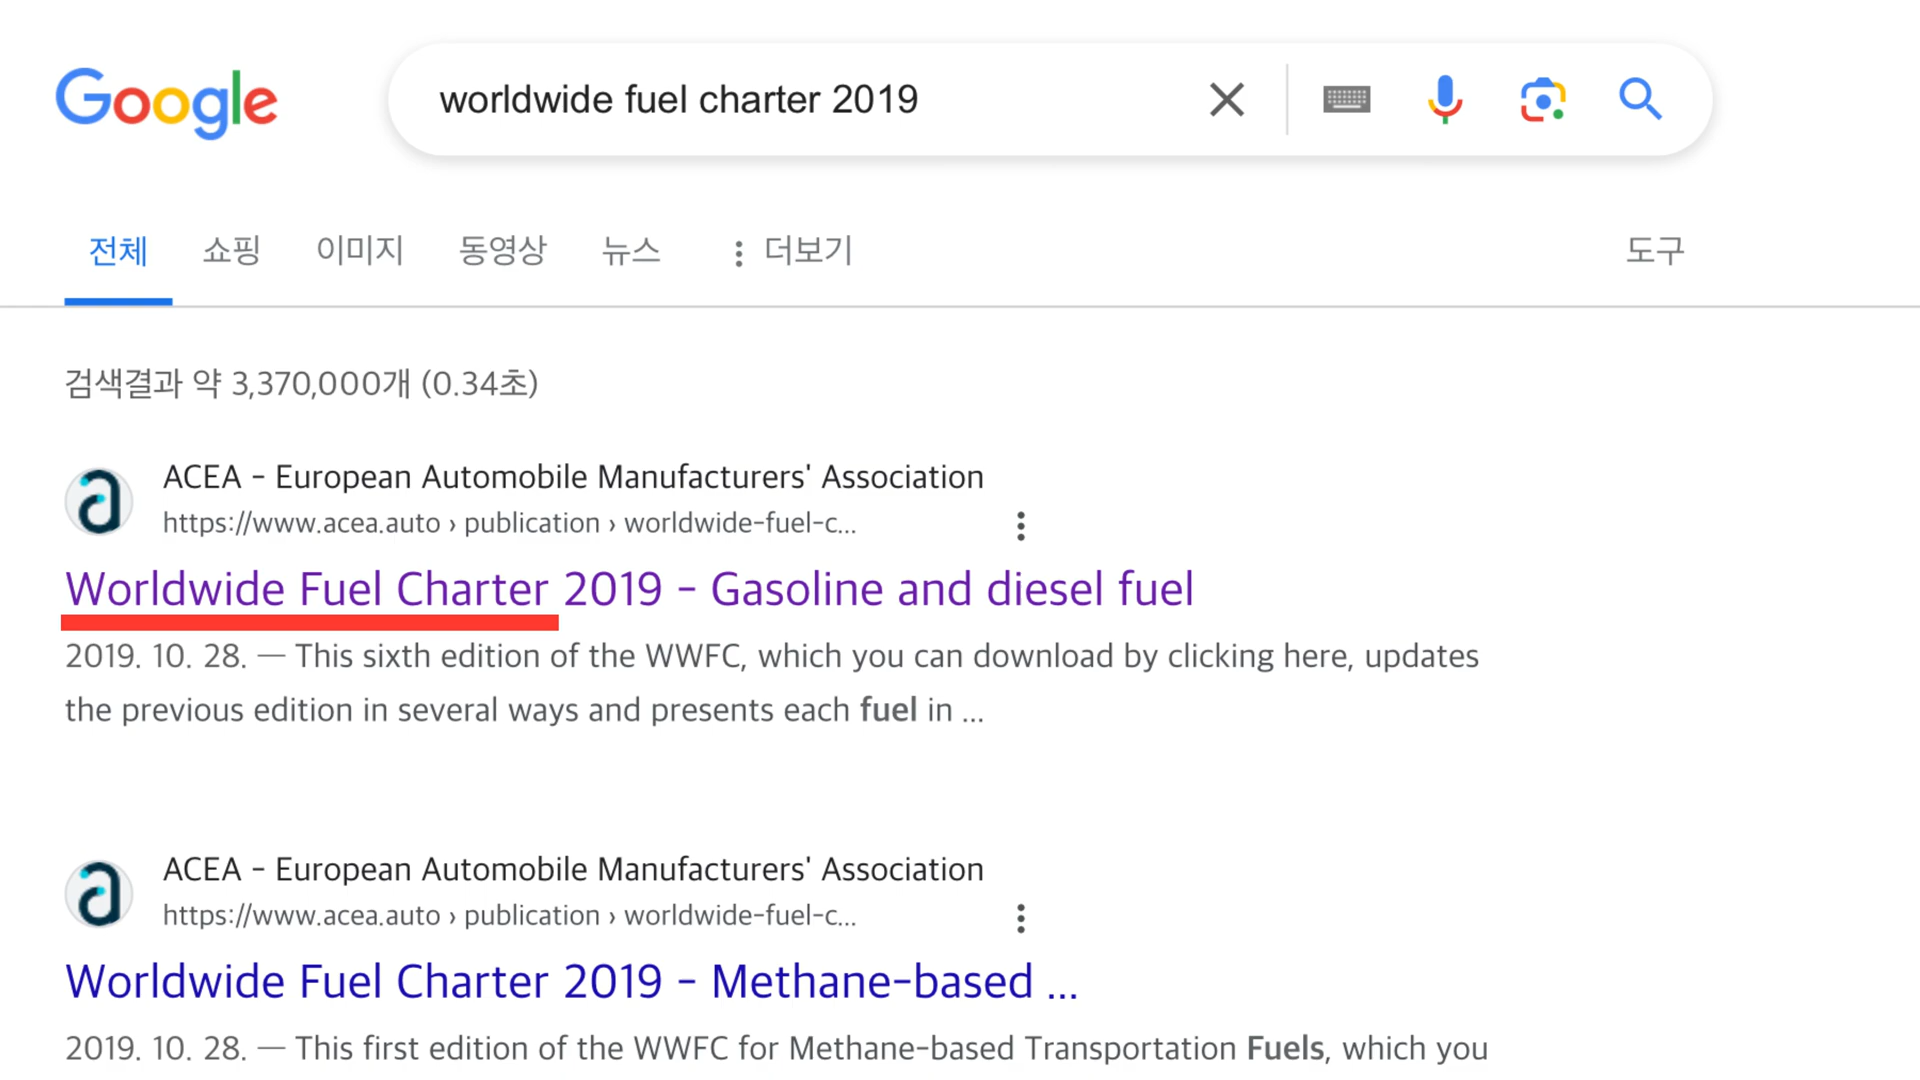 Google
worldwide fuel charter 2019
전체 쇼핑 이미지 동영상 뉴스 더보기 도구
검색결과 약 3,370,000개 (0.34초)
ACEA - European Automobile Manufacturers' Association
https://www.acea.auto › publication › worldwide-fuel-c...
Worldwide Fuel Charter 2019 - Gasoline and diesel fuel
2019. 10. 28. — This sixth edition of the WWFC, which you can download by clicking here, updates
the previous edition in several ways and presents each fuel in ...
ACEA - European Automobile Manufacturers' Association
https://www.acea.auto › publication › worldwide-fuel-c...
Worldwide Fuel Charter 2019 - Methane-based ...
2019. 10. 28. — This first edition of the WWFC for Methane-based Transportation Fuels, which you